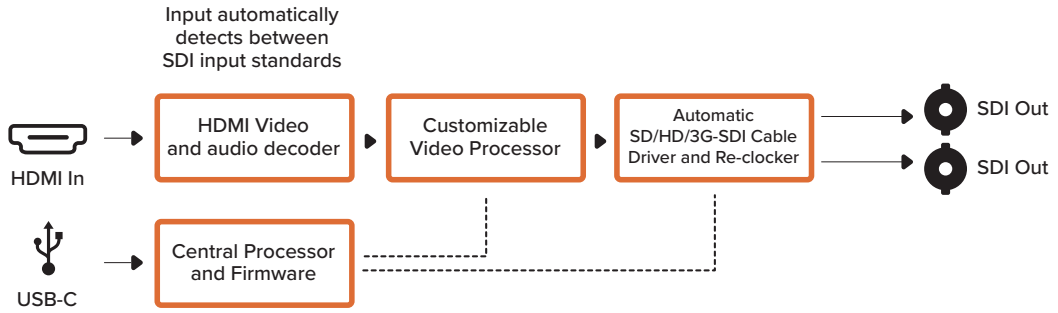 Input automatically
detects between
SDI input standards
HDMI In
HDMI Video
and audio decoder
Customizable
Video Processor
Automatic
SD/HD/3G-SDI Cable
Driver and Re-clocker
SDI Out
SDI Out
USB-C
Central Processor
and Firmware